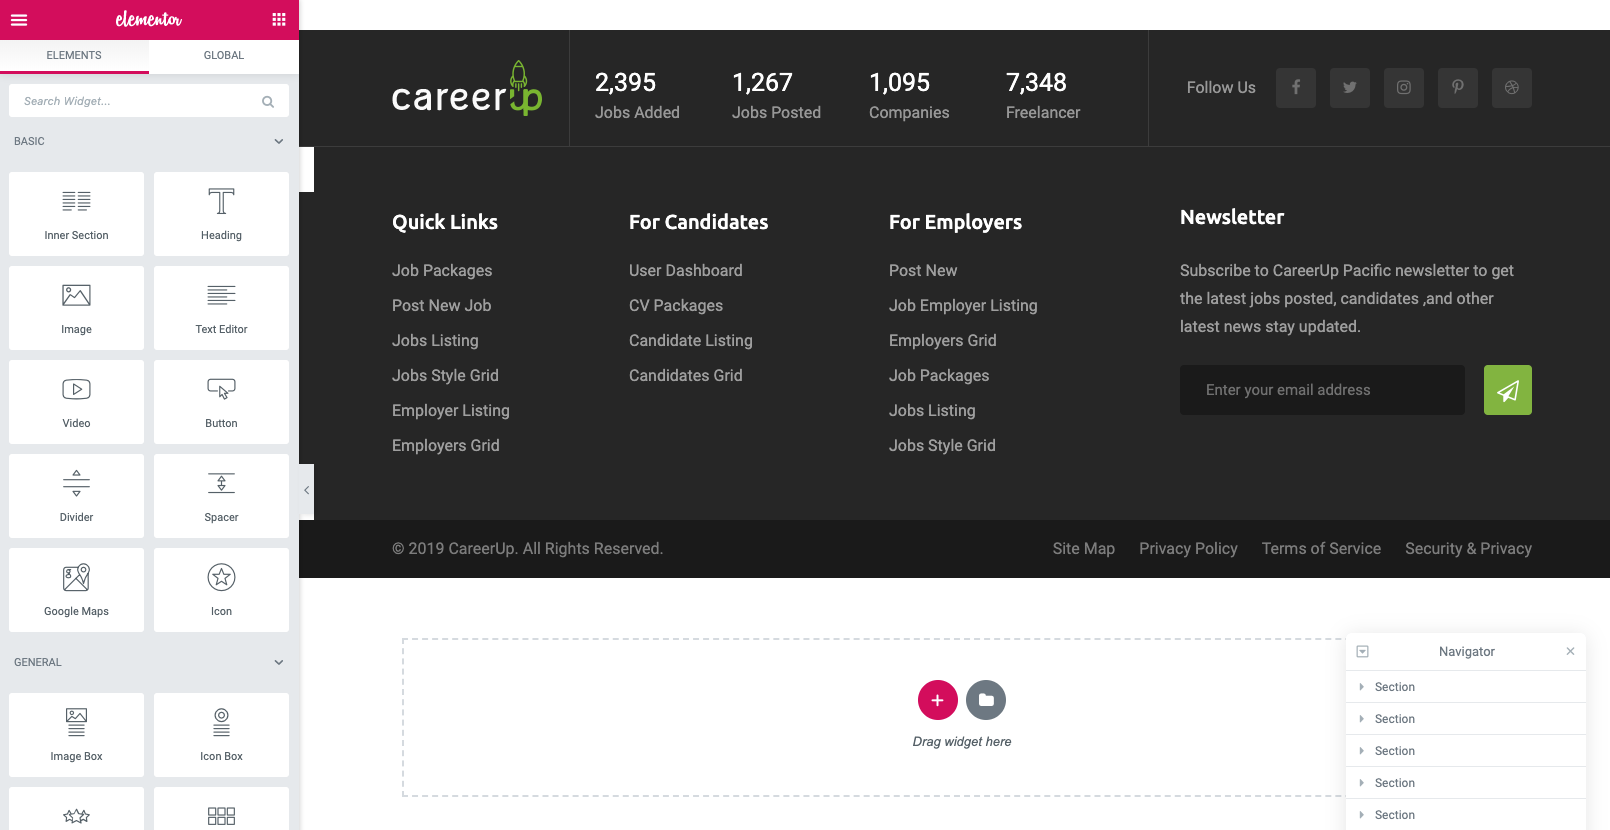 elementor
ELEMENTS GLOBAL
Search Widget...
BASIC
Inner Section Heading
Image Text Editor
Video Button
Divider Spacer
Google Maps Icon
GENERAL
Image Box Icon Box
careerup
2,395 1,267 1,095 7,348
Jobs Added Jobs Posted Companies Freelancer
Follow Us
Quick Links
Job Packages
Post New Job
Jobs Listing
Jobs Style Grid
Employer Listing
Employers Grid
For Candidates
User Dashboard
CV Packages
Candidate Listing
Candidates Grid
For Employers
Post New
Job Employer Listing
Employers Grid
Job Packages
Jobs Listing
Jobs Style Grid
Newsletter
Subscribe to CareerUp Pacific newsletter to get
the latest jobs posted, candidates ,and other
latest news stay updated.
Enter your email address
© 2019 CareerUp. All Rights Reserved.
Site Map Privacy Policy Terms of Service Security & Privacy
Drag widget here
Navigator
Section
Section
Section
Section
Section